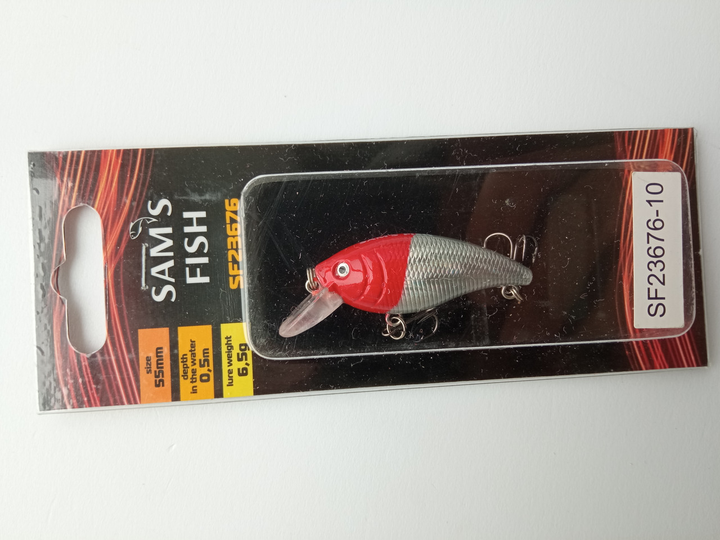 SAM'S
FISH
SF23676
size
55mm
depth
in the water
0,5m
lure weight
6,5g
SF23676-10